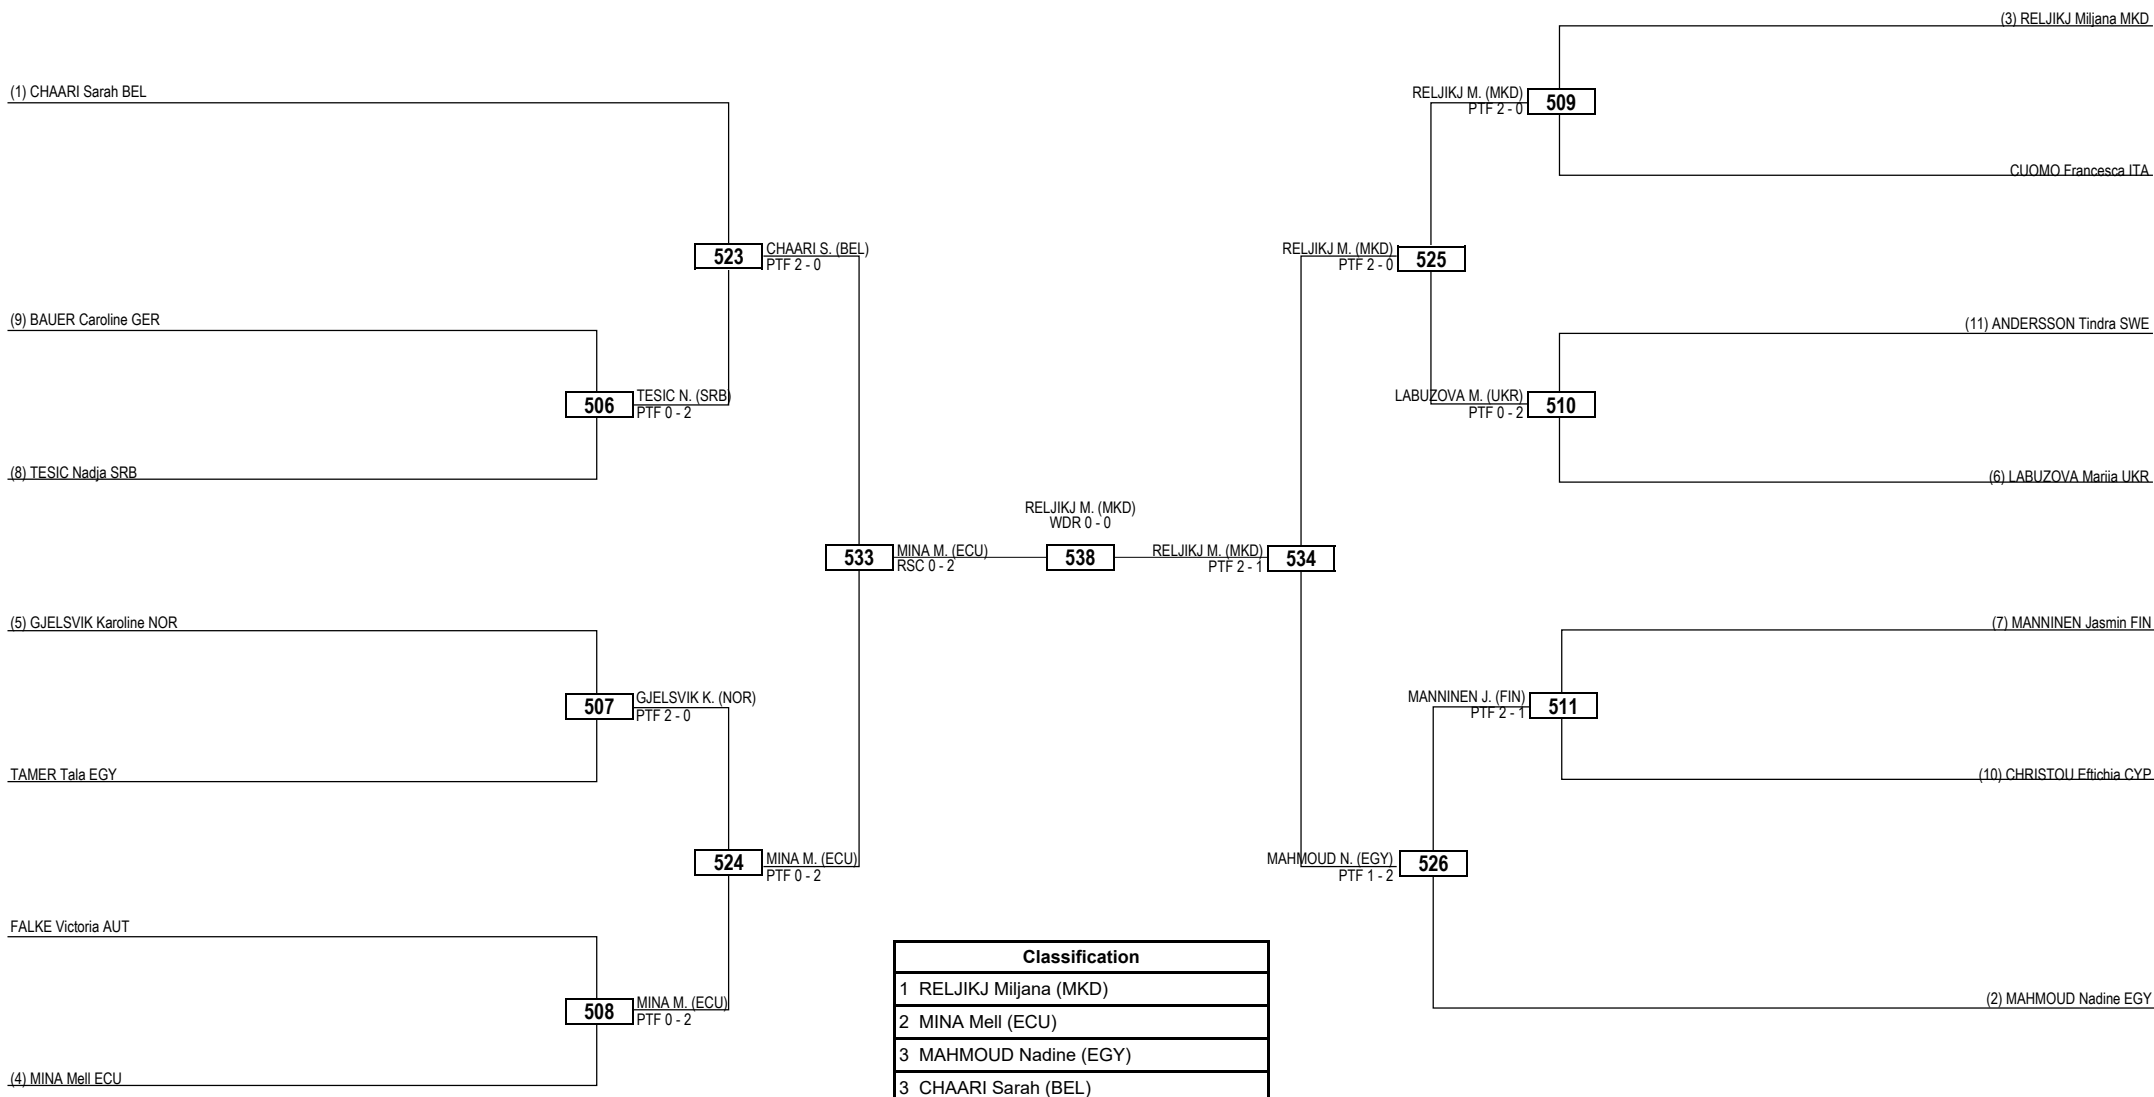 (3) RELJIKJ Miljana MKD
(1) CHAARI Sarah BEL
RELJIKJ M. (MKD)
PTF 2 - 0
509
CUOMO Francesca ITA
523
CHAARI S. (BEL)
PTF 2 - 0
RELJIKJ M. (MKD)
PTF 2 - 0
525
(9) BAUER Caroline GER
(11) ANDERSSON Tindra SWE
506
TESIC N. (SRB)
PTF 0 - 2
LABUZOVA M. (UKR)
PTF 0 - 2
510
(8) TESIC Nadja SRB
(6) LABUZOVA Mariia UKR
RELJIKJ M. (MKD)
WDR 0 - 0
533
MINA M. (ECU)
RSC 0 - 2
538
RELJIKJ M. (MKD)
PTF 2 - 1
534
(5) GJELSVIK Karoline NOR
(7) MANNINEN Jasmin FIN
507
GJELSVIK K. (NOR)
PTF 2 - 0
MANNINEN J. (FIN)
PTF 2 - 1
511
TAMER Tala EGY
(10) CHRISTOU Eftichia CYP
524
MINA M. (ECU)
PTF 0 - 2
MAHMOUD N. (EGY)
PTF 1 - 2
526
FALKE Victoria AUT
508
MINA M. (ECU)
PTF 0 - 2
(2) MAHMOUD Nadine EGY
(4) MINA Mell ECU
Classification
1 RELJIKJ Miljana (MKD)
2 MINA Mell (ECU)
3 MAHMOUD Nadine (EGY)
3 CHAARI Sarah (BEL)